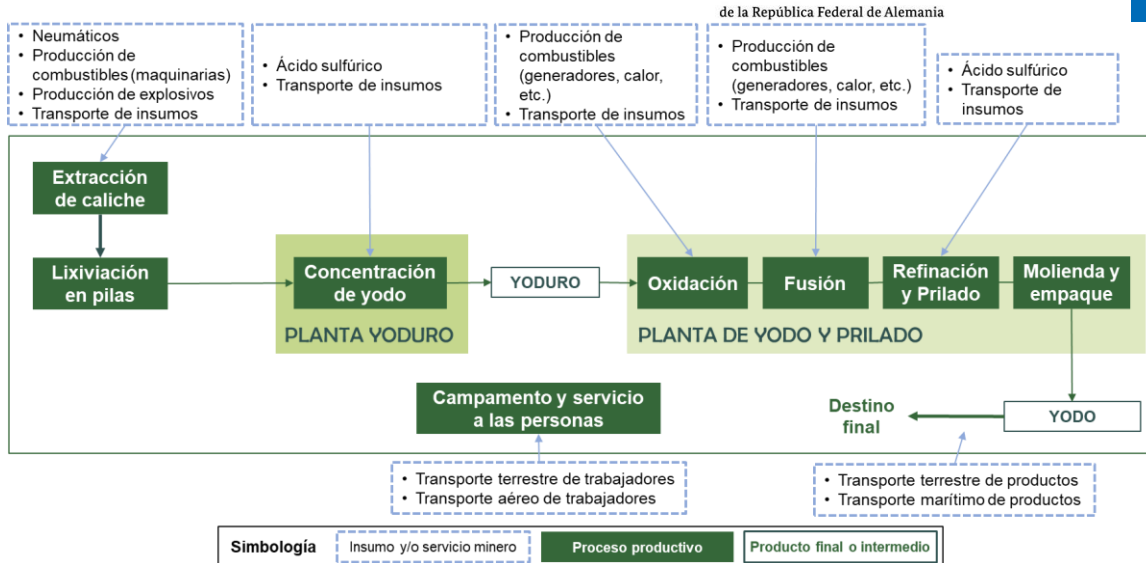 de la República Federal de Alemania
• Neumáticos
• Producción de
combustibles (maquinarias)
• Producción de explosivos
• Transporte de insumos
• Ácido sulfúrico
• Transporte de insumos
• Producción de
combustibles
(generadores, calor,
etc.)
• Transporte de insumos
• Producción de
combustibles
(generadores, calor, etc.)
• Transporte de insumos
• Ácido sulfúrico
• Transporte de
insumos
Extracción
de caliche
Lixiviación
en pilas
Concentración
de yodo
PLANTA YODURO
YODURO
Oxidación
Fusión
Refinación
y Prilado
Molienda y
empaque
PLANTA DE YODO Y PRILADO
Campamento y servicio
a las personas
Destino
final
YODO
• Transporte terrestre de trabajadores
• Transporte aéreo de trabajadores
• Transporte terrestre de productos
• Transporte marítimo de productos
Simbología
Insumo y/o servicio minero
Proceso productivo
Producto final o intermedio